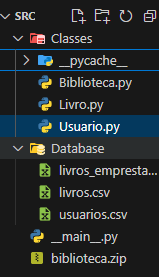 SRC
Classes
__pycache__
Biblioteca.py
Livro.py
Usuario.py
Database
livros_empresta...
livros.csv
usuarios.csv
__main__.py
biblioteca.zip